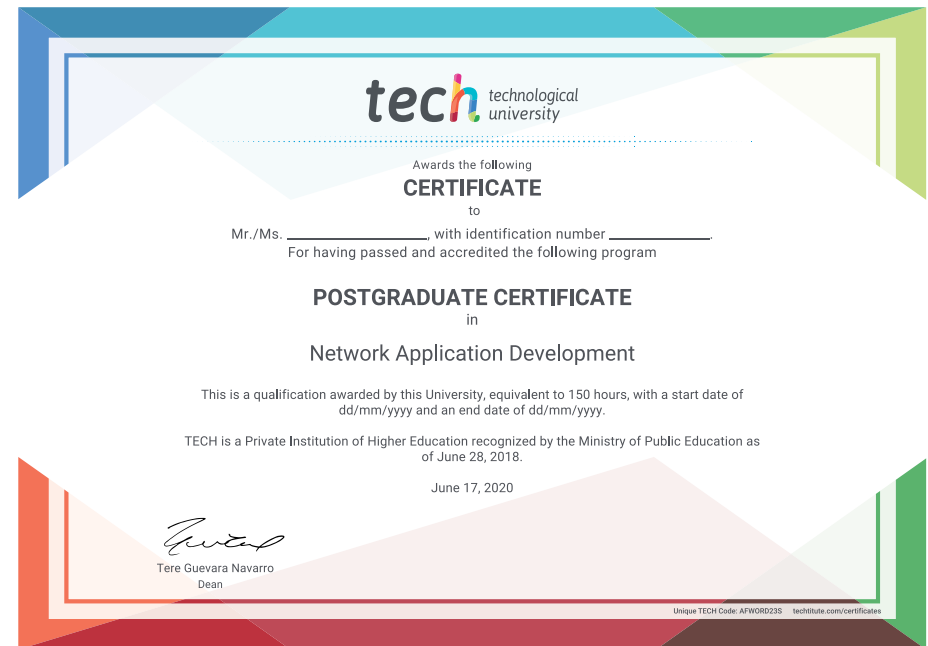 tech technological
university
Awards the following
CERTIFICATE
to
Mr./Ms. ____________________, with identification number ______________.
For having passed and accredited the following program
POSTGRADUATE CERTIFICATE
in
Network Application Development
This is a qualification awarded by this University, equivalent to 150 hours, with a start date of
dd/mm/yyyy and an end date of dd/mm/yyyy.
TECH is a Private Institution of Higher Education recognized by the Ministry of Public Education as
of June 28, 2018.
June 17, 2020
Tere Guevara Navarro
Dean
Unique TECH Code: AFWORD23S techtitute.com/certificates